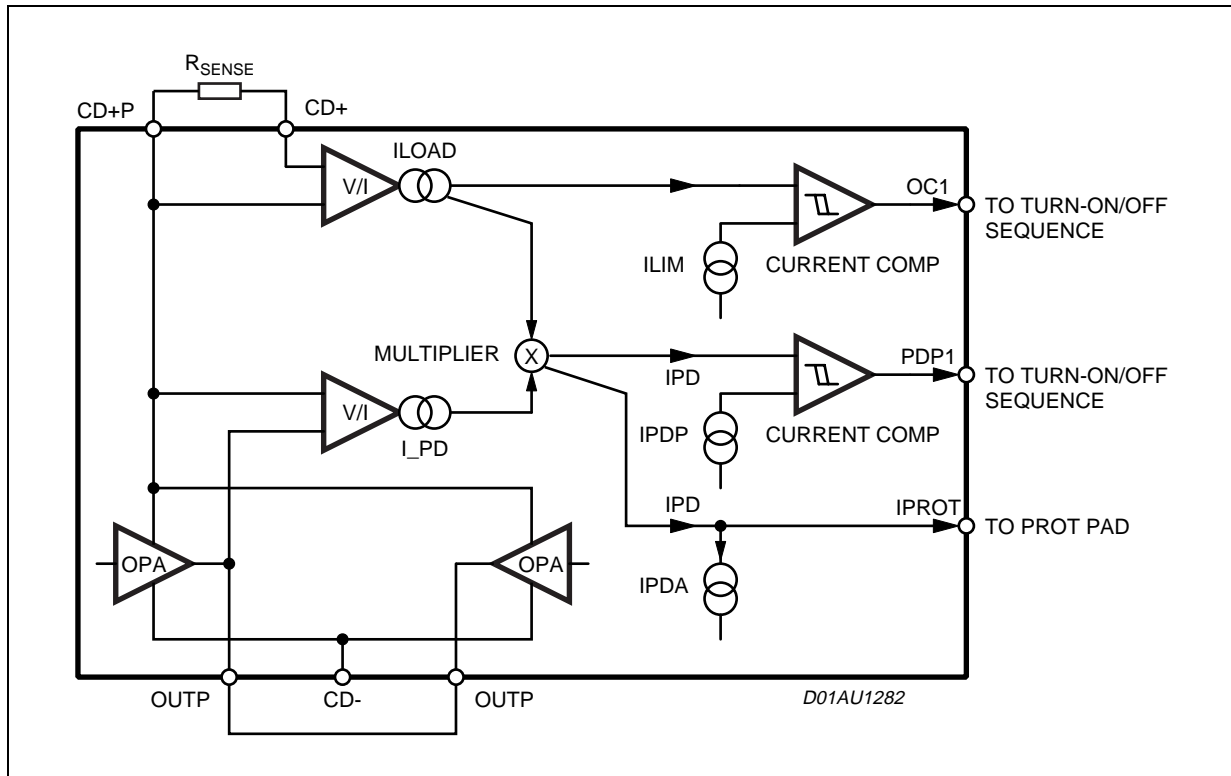 RSENSE
CD+P
CD+
ILOAD
V/I
OC1
TO TURN-ON/OFF
SEQUENCE
ILIM
CURRENT COMP
MULTIPLIER
X
IPD
PDP1
TO TURN-ON/OFF
SEQUENCE
V/I
I_PD
IPDP
CURRENT COMP
IPD
IPROT
TO PROT PAD
OPA
OPA
IPDA
OUTP
CD-
OUTP
D01AU1282